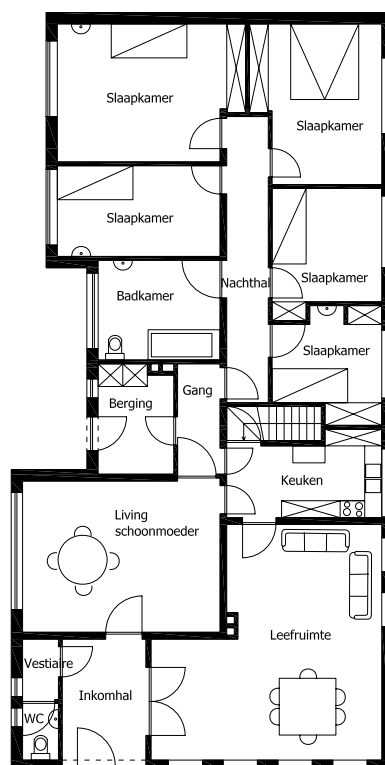 Slaapkamer
Slaapkamer
Slaapkamer
Slaapkamer
Nachthal
Badkamer
Slaapkamer
Gang
Berging
Keuken
Living
schoonmoeder
Leefruimte
Vestiaire
Inkomhal
WC